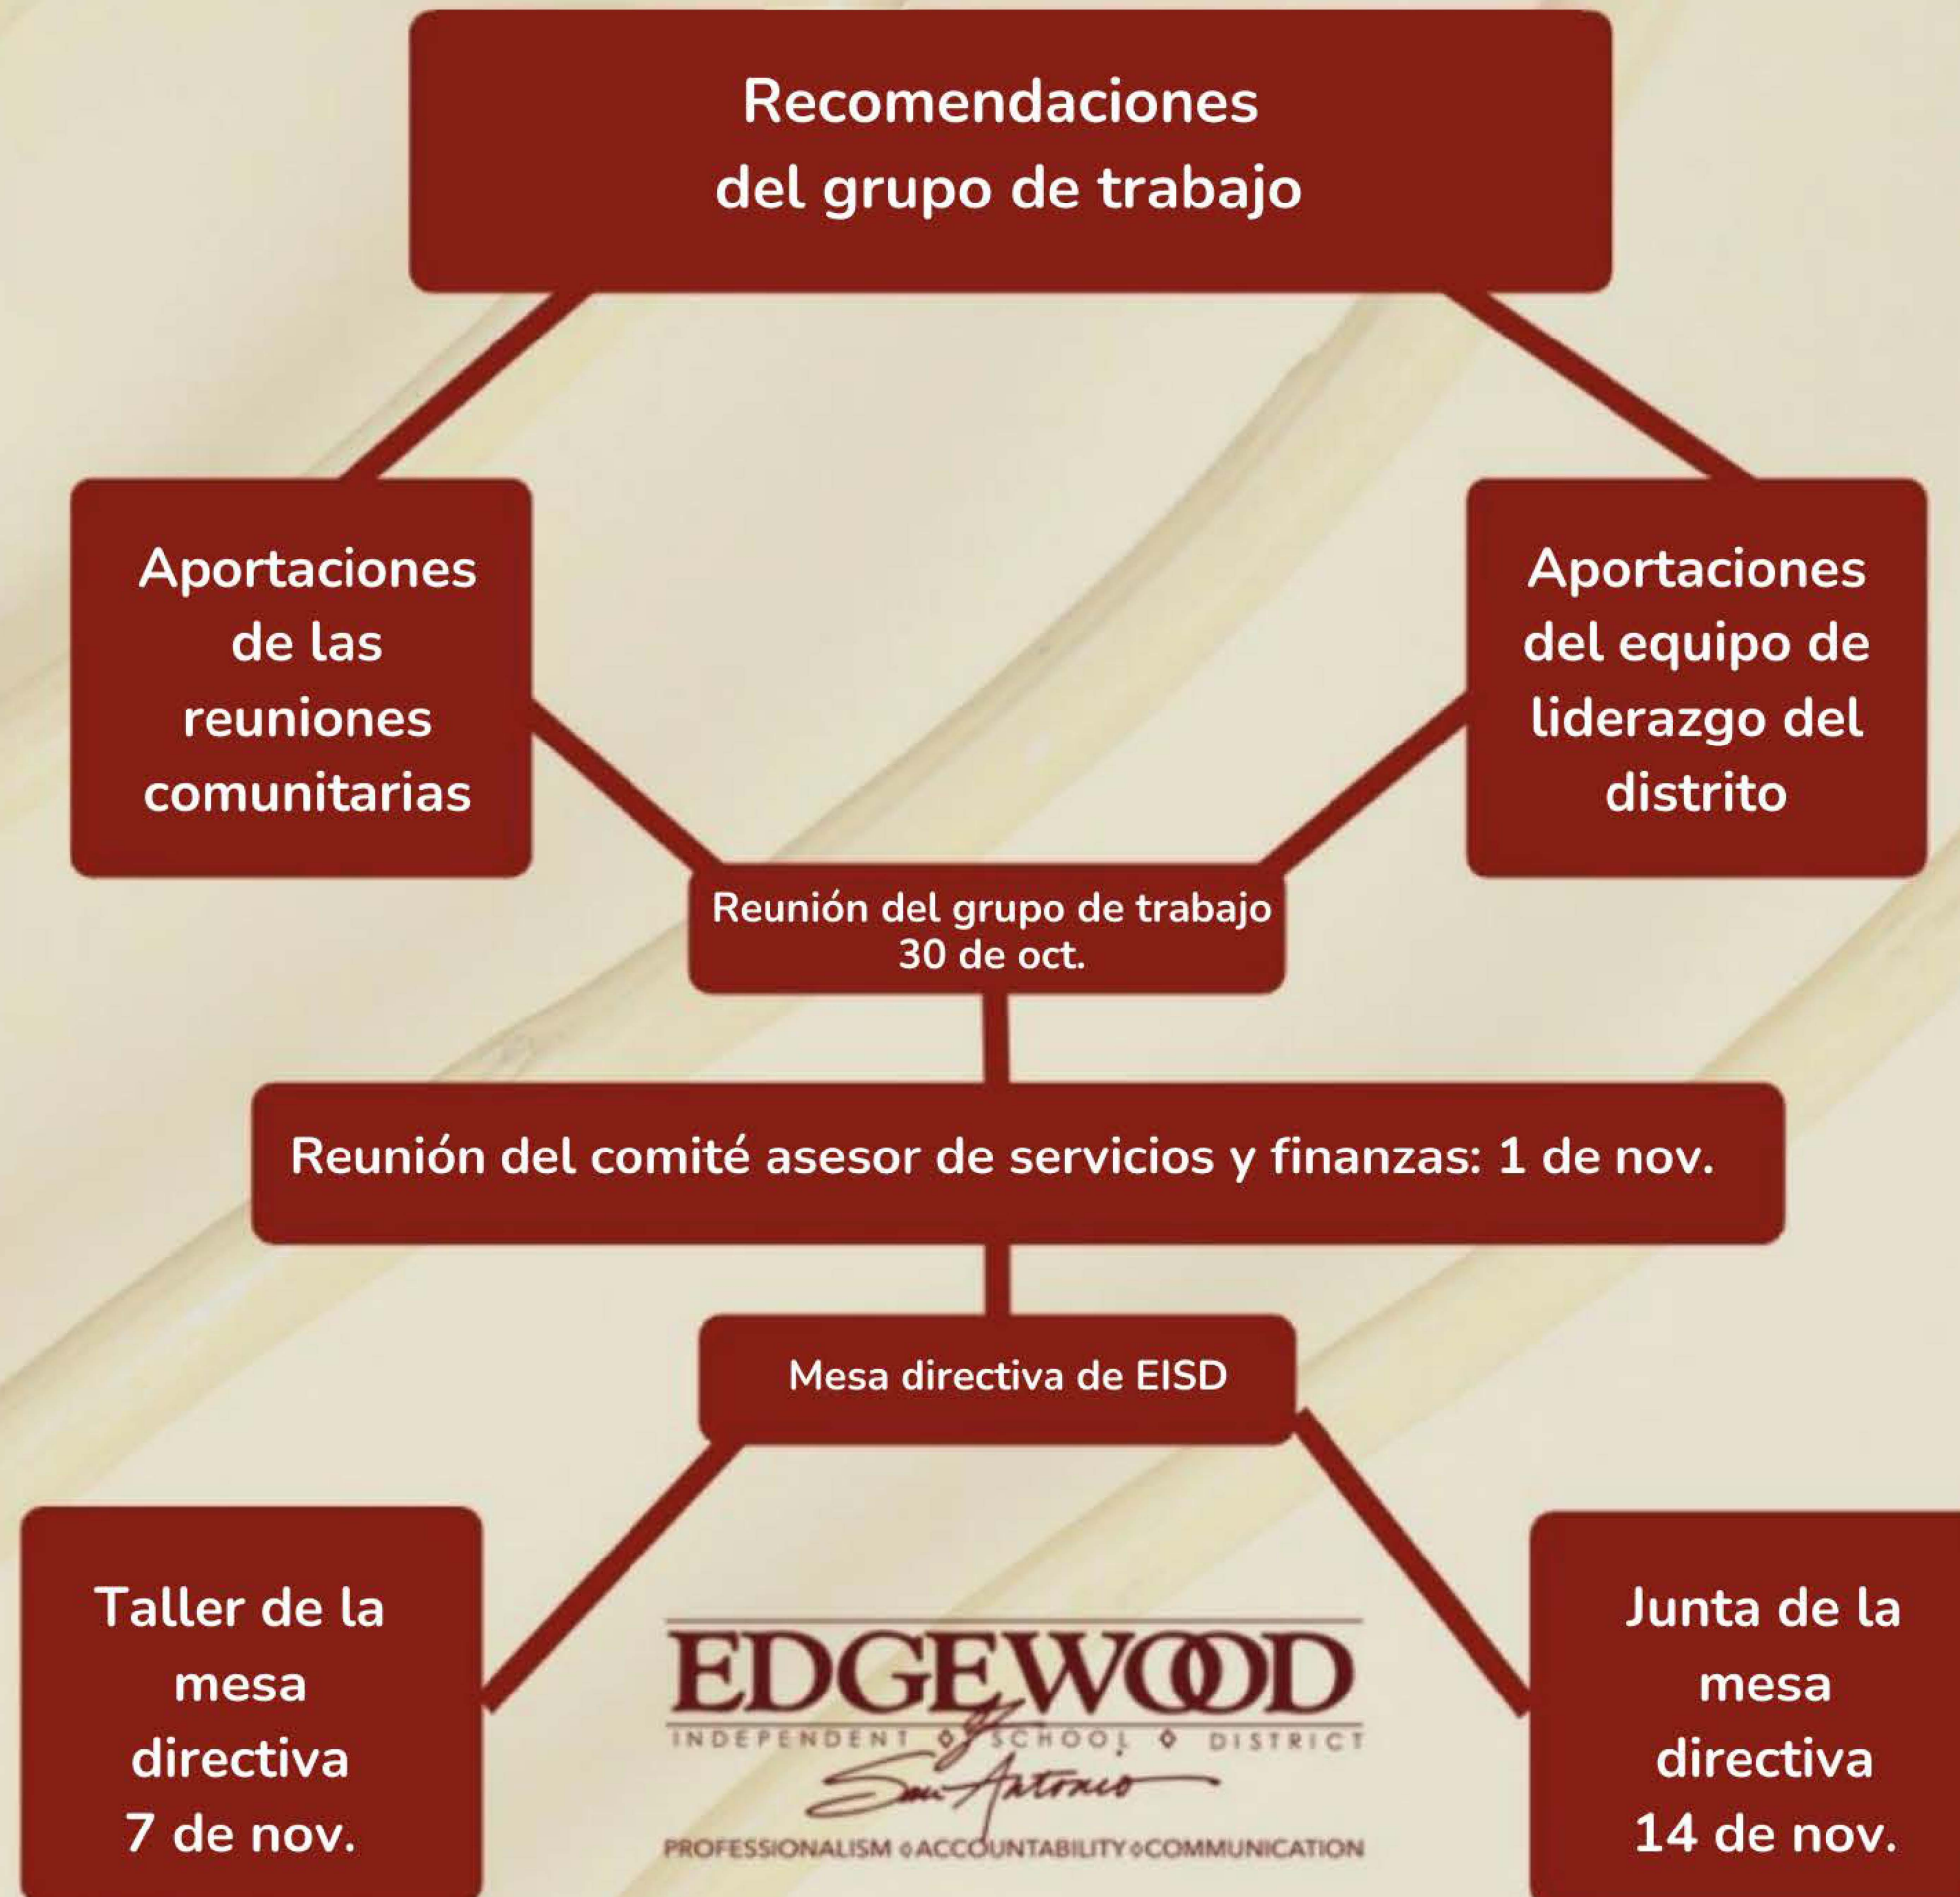 Recomendaciones
del grupo de trabajo
Aportaciones
de las
reuniones
comunitarias
Aportaciones
del equipo de
liderazgo del
distrito
Reunión del grupo de trabajo
30 de oct.
Reunión del comité asesor de servicios y finanzas: 1 de nov.
Mesa directiva de EISD
Taller de la
mesa
directiva
7 de nov.
EDGEWOOD
INDEPENDENT ◊ SCHOOL ◊ DISTRICT
of
San Antonio
PROFESSIONALISM ◊ ACCOUNTABILITY ◊ COMMUNICATION
Junta de la
mesa
directiva
14 de nov.